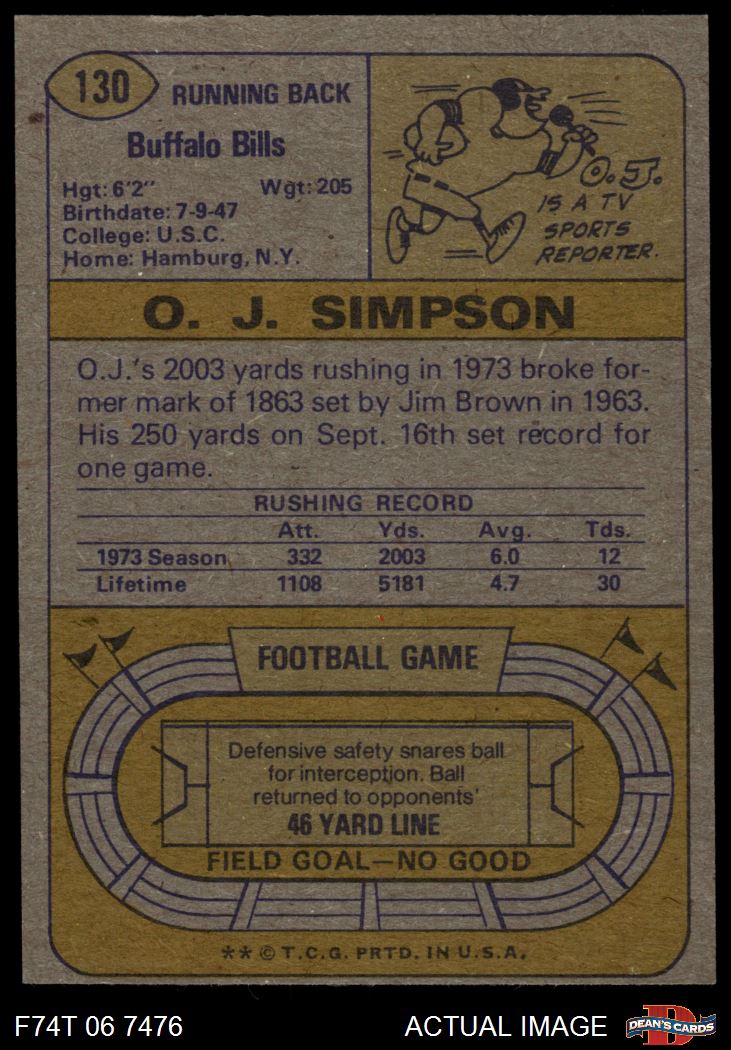 130
RUNNING BACK
Buffalo Bills
Hgt: 6'2" Wgt: 205
Birthdate: 7-9-47
College: U.S.C.
Home: Hamburg, N.Y.
O.J.
IS A TV
SPORTS
REPORTER.
O. J. SIMPSON
O.J.'s 2003 yards rushing in 1973 broke for-
mer mark of 1863 set by Jim Brown in 1963.
His 250 yards on Sept. 16th set record for
one game.
RUSHING RECORD
Att. Yds. Avg. Tds.
1973 Season 332 2003 6.0 12
Lifetime 1108 5181 4.7 30
FOOTBALL GAME
Defensive safety snares ball
for interception. Ball
returned to opponents'
46 YARD LINE
FIELD GOAL—NO GOOD
** © T.C.G. PRTD. IN U.S.A.
F74T 06 7476 ACTUAL IMAGE D DEAN'S CARDS